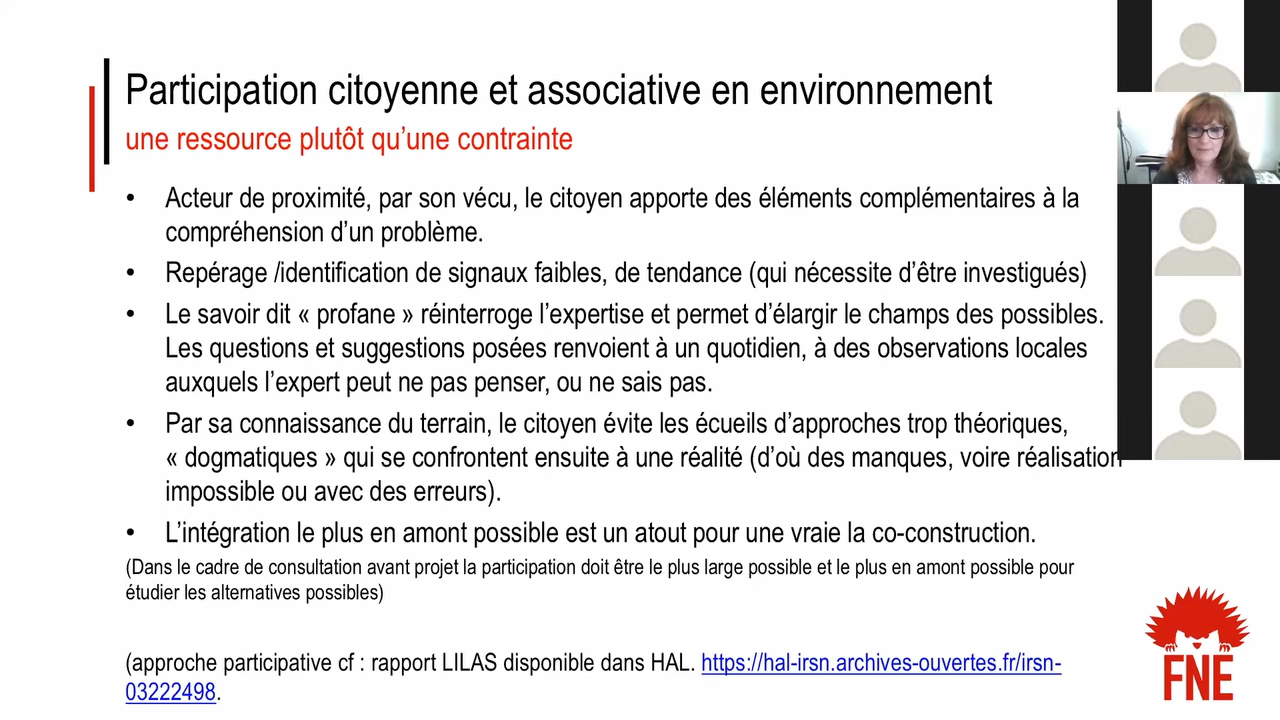 Participation citoyenne et associative en environnement
une ressource plutôt qu’une contrainte
• Acteur de proximité, par son vécu, le citoyen apporte des éléments complémentaires à la
compréhension d’un problème.
• Repérage /identification de signaux faibles, de tendance (qui nécessite d’être investigués)
• Le savoir dit « profane » réinterroge l’expertise et permet d’élargir le champs des possibles.
Les questions et suggestions posées renvoient à un quotidien, à des observations locales
auxquels l’expert peut ne pas penser, ou ne sais pas.
• Par sa connaissance du terrain, le citoyen évite les écueils d’approches trop théoriques,
« dogmatiques » qui se confrontent ensuite à une réalité (d’où des manques, voire réalisation
impossible ou avec des erreurs).
• L’intégration le plus en amont possible est un atout pour une vraie la co-construction.
(Dans le cadre de consultation avant projet la participation doit être le plus large possible et le plus en amont possible pour
étudier les alternatives possibles)
(approche participative cf : rapport LILAS disponible dans HAL. https://hal-irsn.archives-ouvertes.fr/irsn-
03222498.
FNE